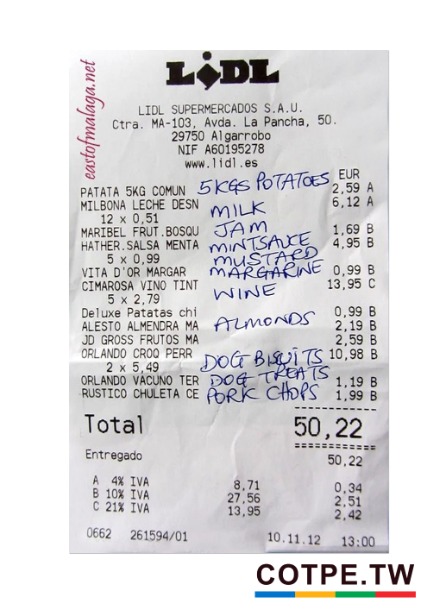 eastofmalaga.net
LIDL
LIDL SUPERMERCADOS S.A.U.
Ctra. MA-103, Avda. La Pancha, 50.
29750 Algarrobo
NIF A60195278
www.lidl.es
EUR
PATATA 5KG COMUN 5KGS POTATOES 2,59 A
MILBONA LECHE DESN MILK 6,12 A
12 x 0,51
MARIBEL FRUT.BOSQU JAM 1,69 B
HATHER.SALSA MENTA MINTSAUCE 4,95 B
5 x 0,99 MUSTARD
VITA D'OR MARGAR MARGARINE 0,99 B
CIMAROSA VINO TINT WINE 13,95 C
5 x 2,79
Deluxe Patatas chi 0,99 B
ALESTO ALMENDRA MA ALMONDS 2,19 B
JD GROSS FRUTOS MA 2,59 B
ORLANDO CROQ PERR DOG BISUITS 10,98 B
2 x 5,49
ORLANDO VACUNO TER DOG TREATS 1,19 B
RUSTICO CHULETA CE PORK CHOPS 1,99 B
Total 50,22
Entregado 50,22
A 4% IVA 8,71 0,34
B 10% IVA 27,56 2,51
C 21% IVA 13,95 2,42
0662 261594/01 10.11.12 13:00
COTPE.TW